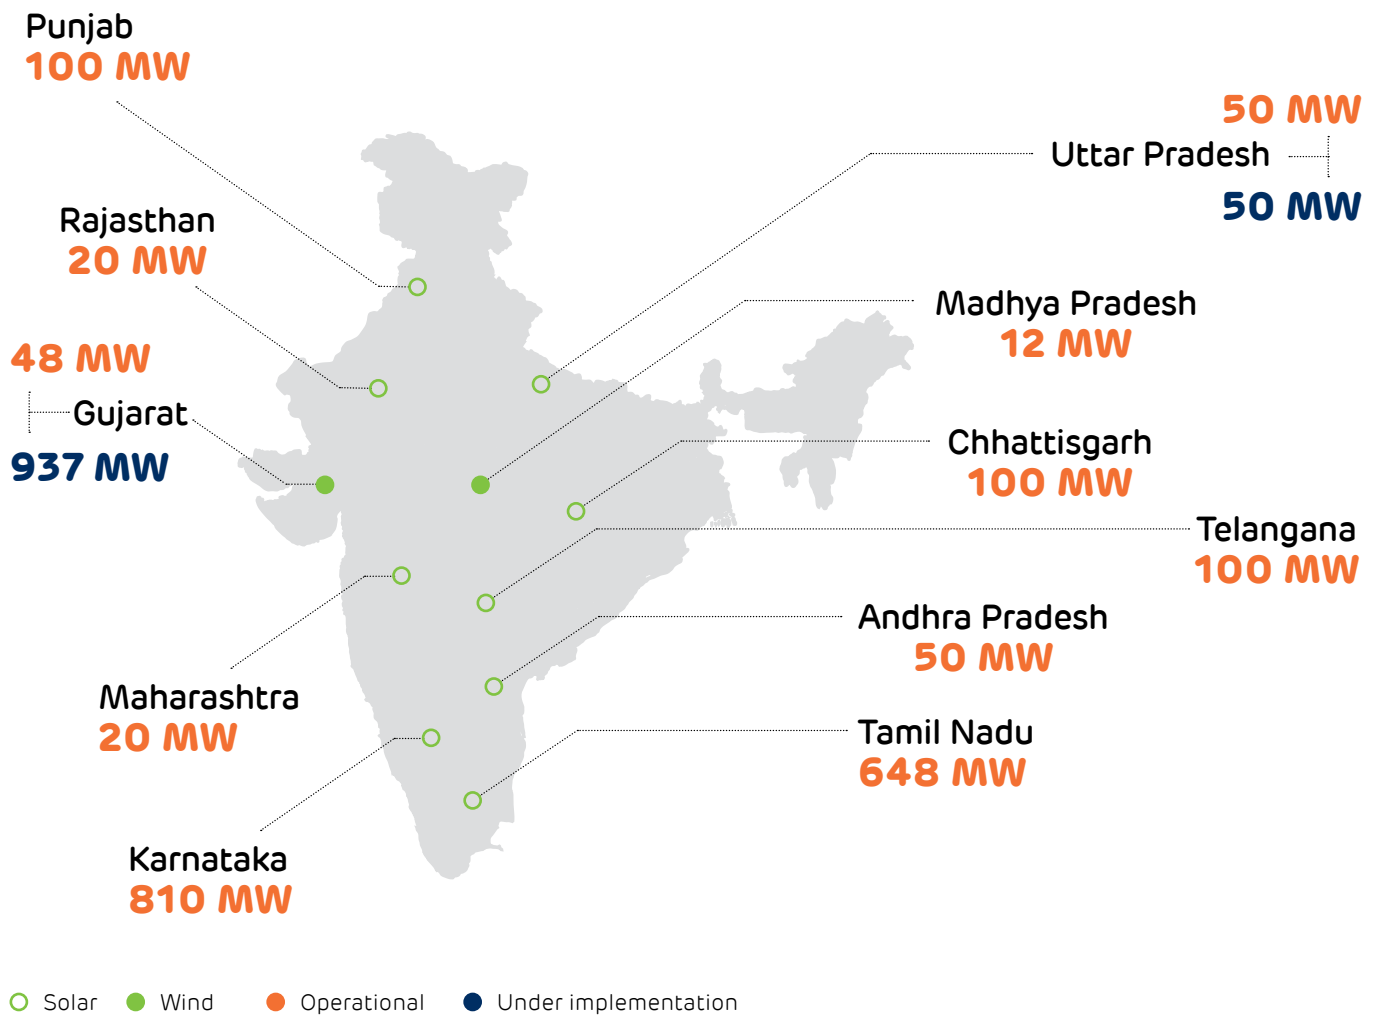 Punjab
100 MW
50 MW
Uttar Pradesh
50 MW
Rajasthan
20 MW
Madhya Pradesh
12 MW
48 MW
Gujarat
937 MW
Chhattisgarh
100 MW
Telangana
100 MW
Andhra Pradesh
50 MW
Maharashtra
20 MW
Tamil Nadu
648 MW
Karnataka
810 MW
Solar Wind Operational Under implementation